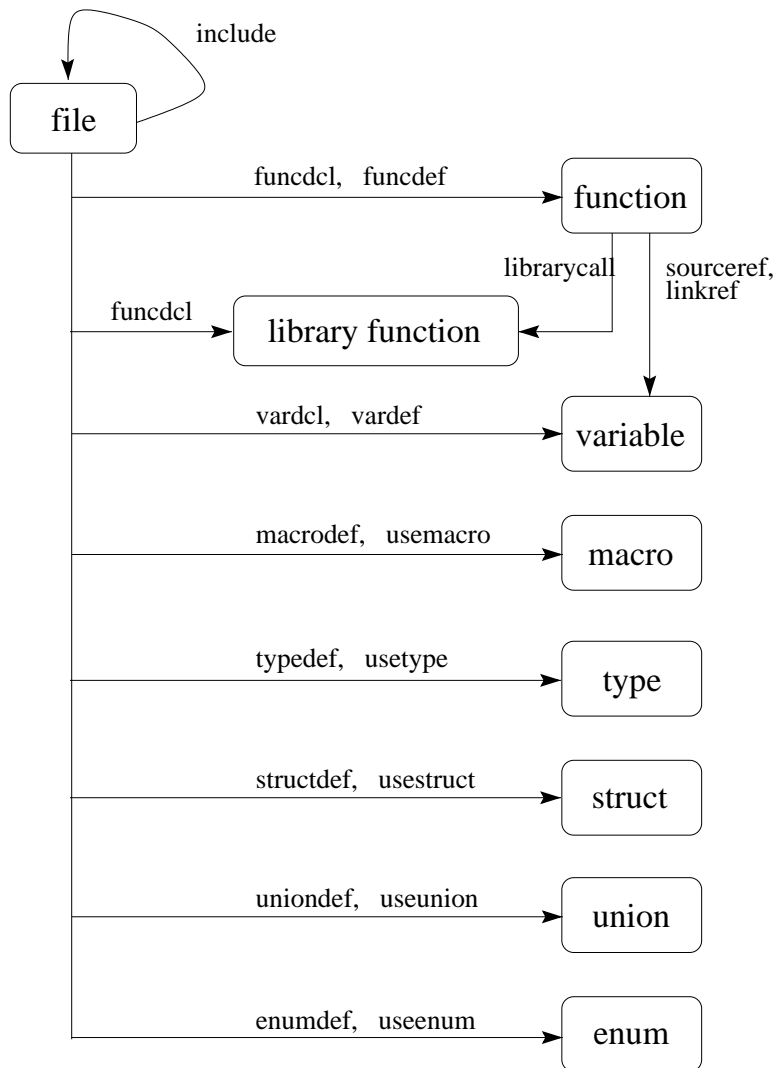 include
file
funcdcl, funcdef
function
librarycall
sourceref,
linkref
funcdcl
library function
vardcl, vardef
variable
macrodef, usemacro
macro
typedef, usetype
type
structdef, usestruct
struct
uniondef, useunion
union
enumdef, useenum
enum